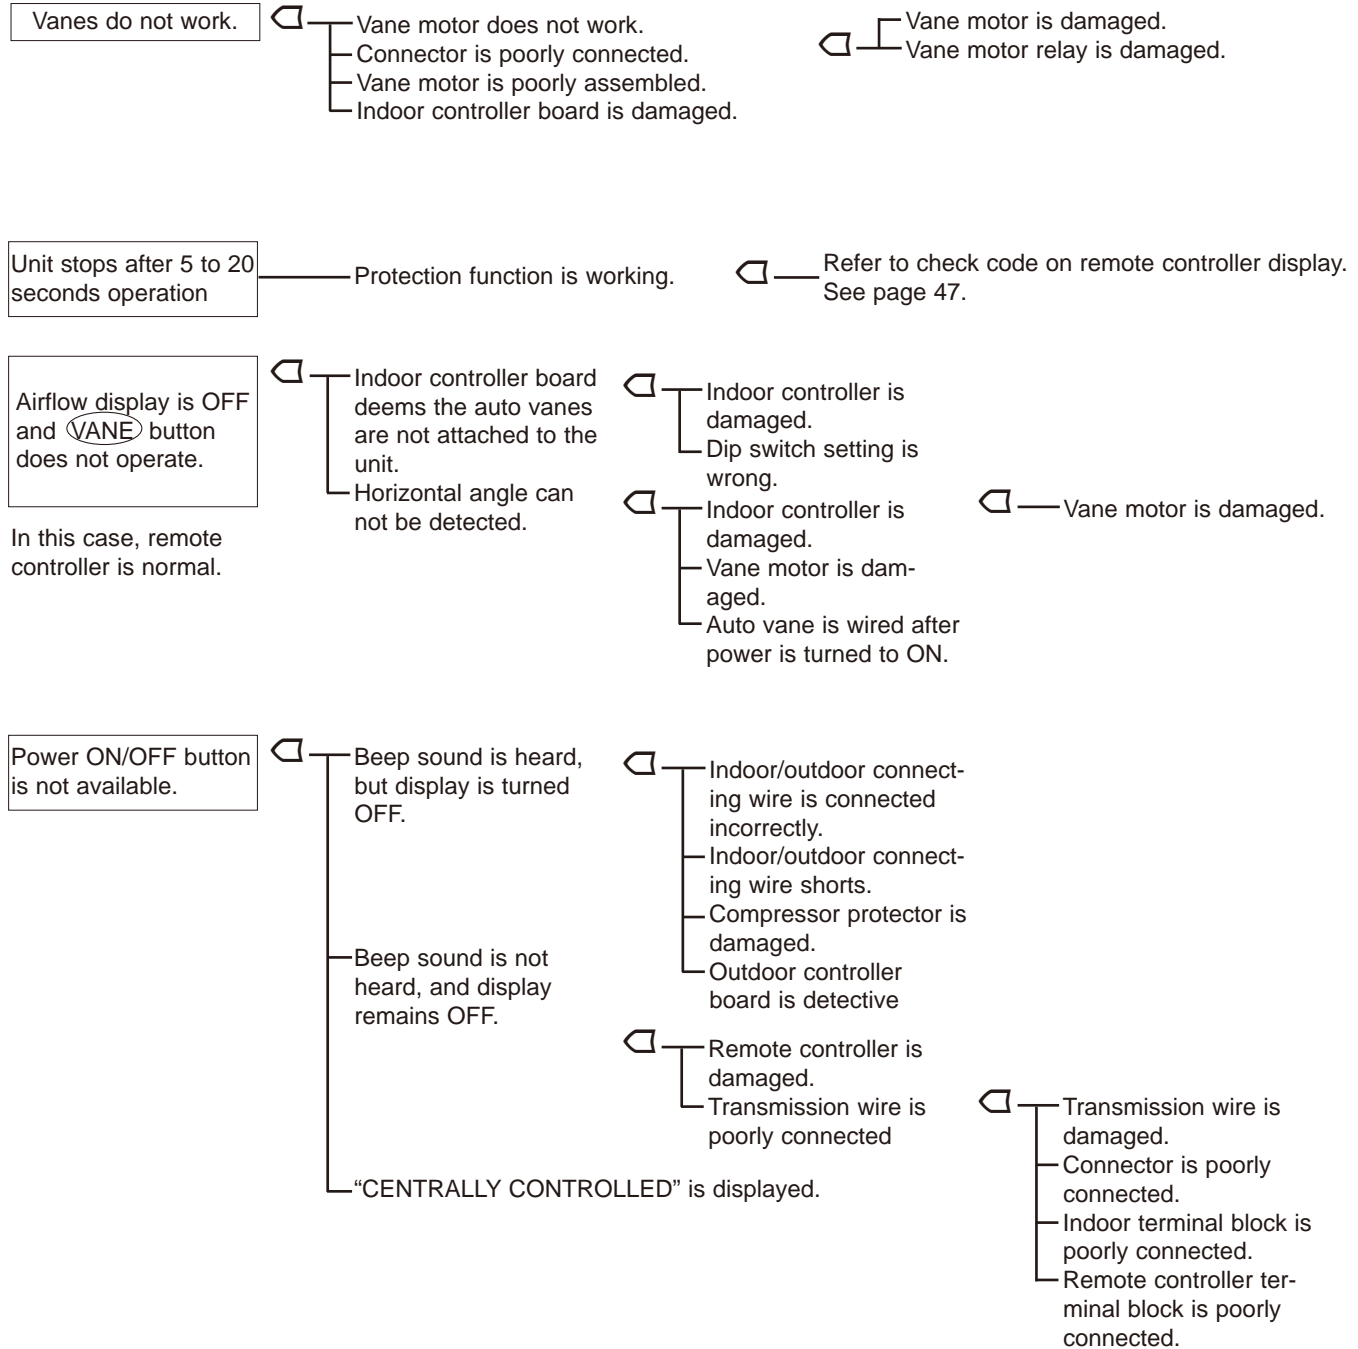 Vanes do not work.
Vane motor does not work.
Connector is poorly connected.
Vane motor is poorly assembled.
Indoor controller board is damaged.
Vane motor is damaged.
Vane motor relay is damaged.
Unit stops after 5 to 20
seconds operation
Protection function is working.
Refer to check code on remote controller display.
See page 47.
Airflow display is OFF
and VANE button
does not operate.
In this case, remote
controller is normal.
Indoor controller board
deems the auto vanes
are not attached to the
unit.
Horizontal angle can
not be detected.
Indoor controller is
damaged.
Dip switch setting is
wrong.
Indoor controller is
damaged.
Vane motor is dam-
aged.
Auto vane is wired after
power is turned to ON.
Vane motor is damaged.
Power ON/OFF button
is not available.
Beep sound is heard,
but display is turned
OFF.
Indoor/outdoor connect-
ing wire is connected
incorrectly.
Indoor/outdoor connect-
ing wire shorts.
Compressor protector is
damaged.
Outdoor controller
board is detective
Beep sound is not
heard, and display
remains OFF.
Remote controller is
damaged.
Transmission wire is
poorly connected
Transmission wire is
damaged.
Connector is poorly
connected.
Indoor terminal block is
poorly connected.
Remote controller ter-
minal block is poorly
connected.
“CENTRALLY CONTROLLED” is displayed.